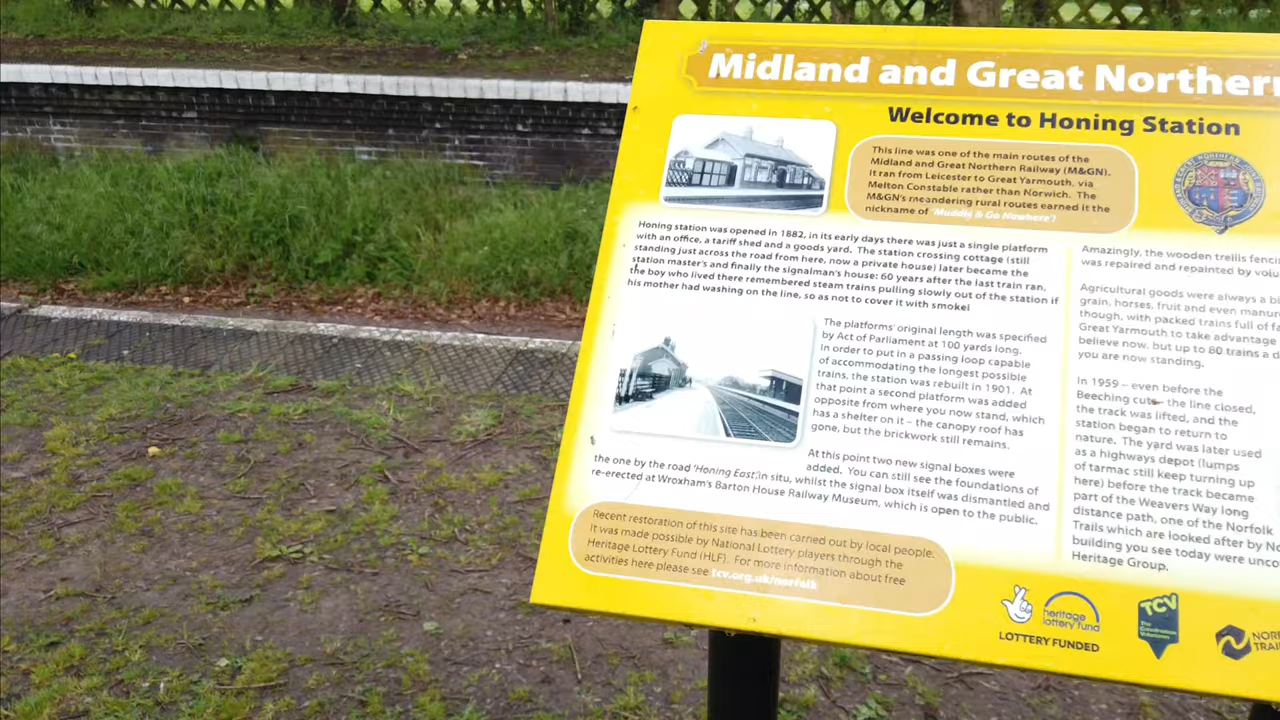 Midland and Great Northern
Welcome to Honing Station
This line was one of the main routes of the
Midland and Great Northern Railway (M&GN).
It ran from Leicester to Great Yarmouth, via
Melton Constable rather than Norwich. The
M&GN's meandering rural routes earned it the
nickname of 'Muddle & Go Nowhere'!
Honing station was opened in 1882, in its early days there was just a single platform
with an office, a tariff shed and a goods yard. The station crossing cottage (still
standing just across the road from here, now a private house) later became the
station master's and finally the signalman's house: 60 years after the last train ran,
the boy who lived there remembered steam trains pulling slowly out of the station if
his mother had washing on the line, so as not to cover it with smoke!
The platforms' original length was specified
by Act of Parliament at 100 yards long.
In order to put in a passing loop capable
of accommodating the longest possible
trains, the station was rebuilt in 1901. At
that point a second platform was added
opposite from where you now stand, which
has a shelter on it – the canopy roof has
gone, but the brickwork still remains.
At this point two new signal boxes were
added. You can still see the foundations of
the one by the road 'Honing East', in situ, whilst the signal box itself was dismantled and
re-erected at Wroxham's Barton House Railway Museum, which is open to the public.
Recent restoration of this site has been carried out by local people.
It was made possible by National Lottery players through the
Heritage Lottery Fund (HLF). For more information about free
activities here please see tcv.org.uk/norfolk
Amazingly, the wooden trellis fenci
was repaired and repainted by volu
Agricultural goods were always a bi
grain, horses, fruit and even manur
though, with packed trains full of f
Great Yarmouth to take advantage
believe now, but up to 80 trains a d
you are now standing.
In 1959 – even before the
Beeching cuts – the line closed,
the track was lifted, and the
station began to return to
nature. The yard was later used
as a highways depot (lumps
of tarmac still keep turning up
here) before the track became
part of the Weavers Way long
distance path, one of the Norfolk
Trails which are looked after by No
building you see today were unco
Heritage Group.
heritage
lottery fund
LOTTERY FUNDED
TCV
The Conservation
Volunteers
NOR
TRAI